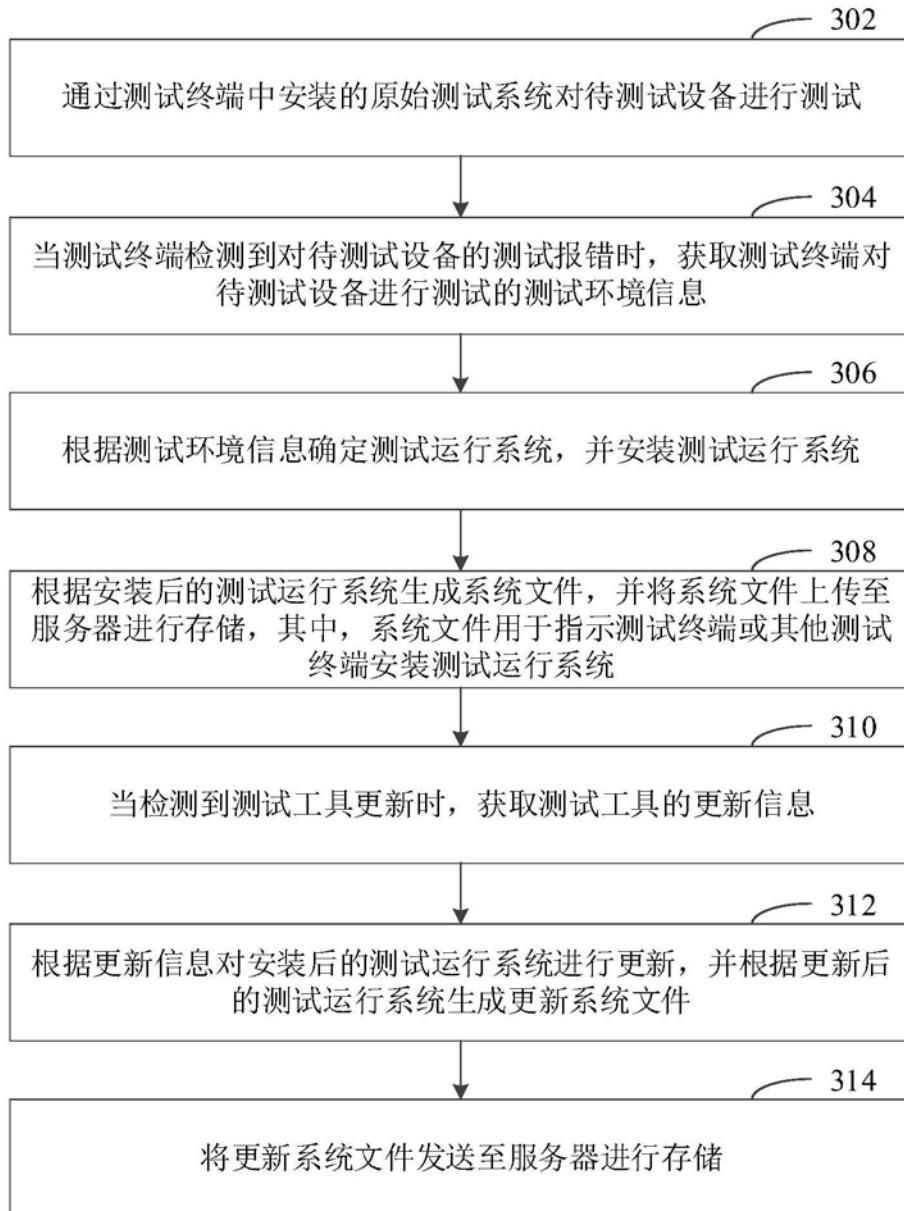 302
通过测试终端中安装的原始测试系统对待测试设备进行测试
304
当测试终端检测到对待测试设备的测试报错时，获取测试终端对
待测试设备进行测试的测试环境信息
306
根据测试环境信息确定测试运行系统，并安装测试运行系统
308
根据安装后的测试运行系统生成系统文件，并将系统文件上传至
服务器进行存储，其中，系统文件用于指示测试终端或其他测试
终端安装测试运行系统
310
当检测到测试工具更新时，获取测试工具的更新信息
312
根据更新信息对安装后的测试运行系统进行更新，并根据更新后
的测试运行系统生成更新系统文件
314
将更新系统文件发送至服务器进行存储